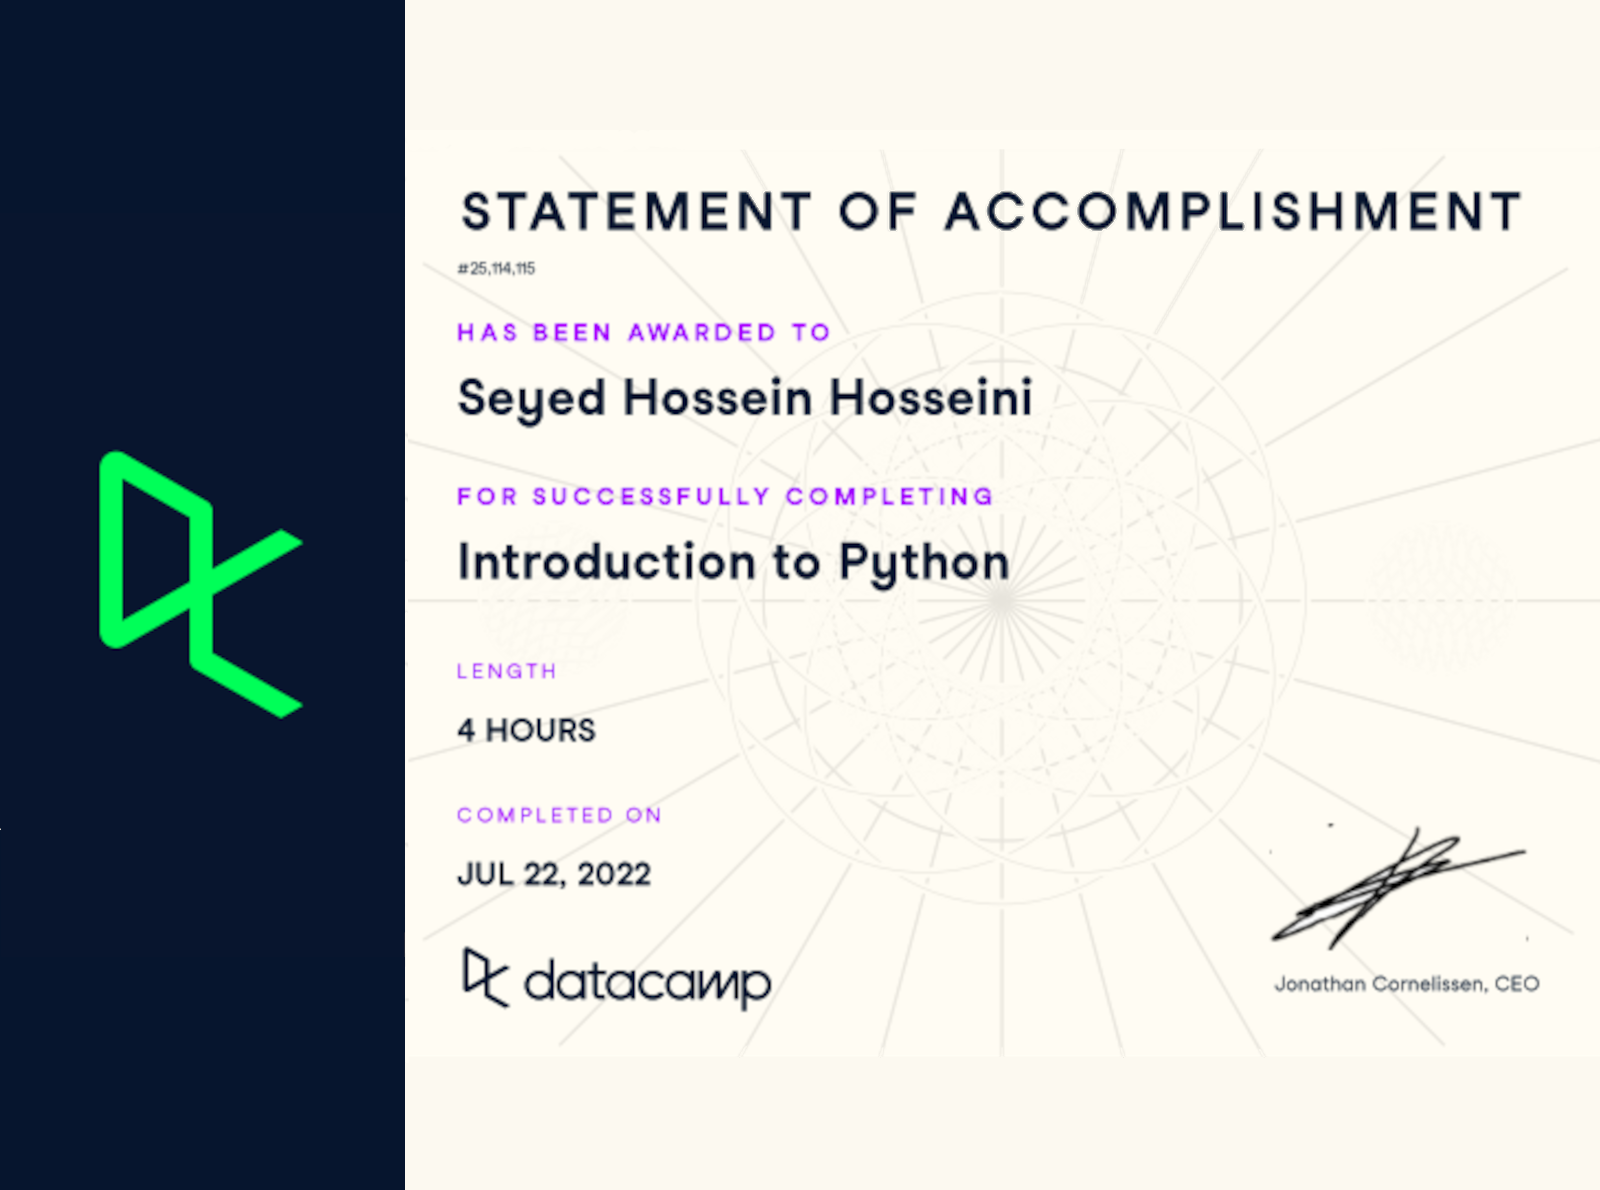 STATEMENT OF ACCOMPLISHMENT
#25,114,115
HAS BEEN AWARDED TO
Seyed Hossein Hosseini
FOR SUCCESSFULLY COMPLETING
Introduction to Python
LENGTH
4 HOURS
COMPLETED ON
JUL 22, 2022
datacamp
Jonathan Cornelissen, CEO